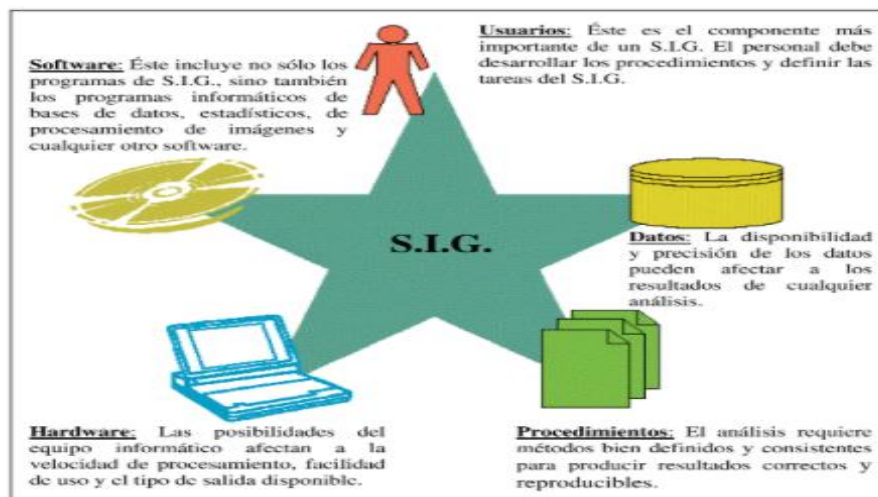 Usuarios: Éste es el componente más
importante de un S.I.G. El personal debe
desarrollar los procedimientos y definir las
tareas del S.I.G.
Software: Éste incluye no sólo los
programas de S.I.G., sino también
los programas informáticos de
bases de datos, estadísticos, de
procesamiento de imágenes y
cualquier otro software.
S.I.G.
Datos: La disponibilidad
y precisión de los datos
pueden afectar a los
resultados de cualquier
análisis.
Hardware: Las posibilidades del
equipo informático afectan a la
velocidad de procesamiento, facilidad
de uso y el tipo de salida disponible.
Procedimientos: El análisis requiere
métodos bien definidos y consistentes
para producir resultados correctos y
reproducibles.